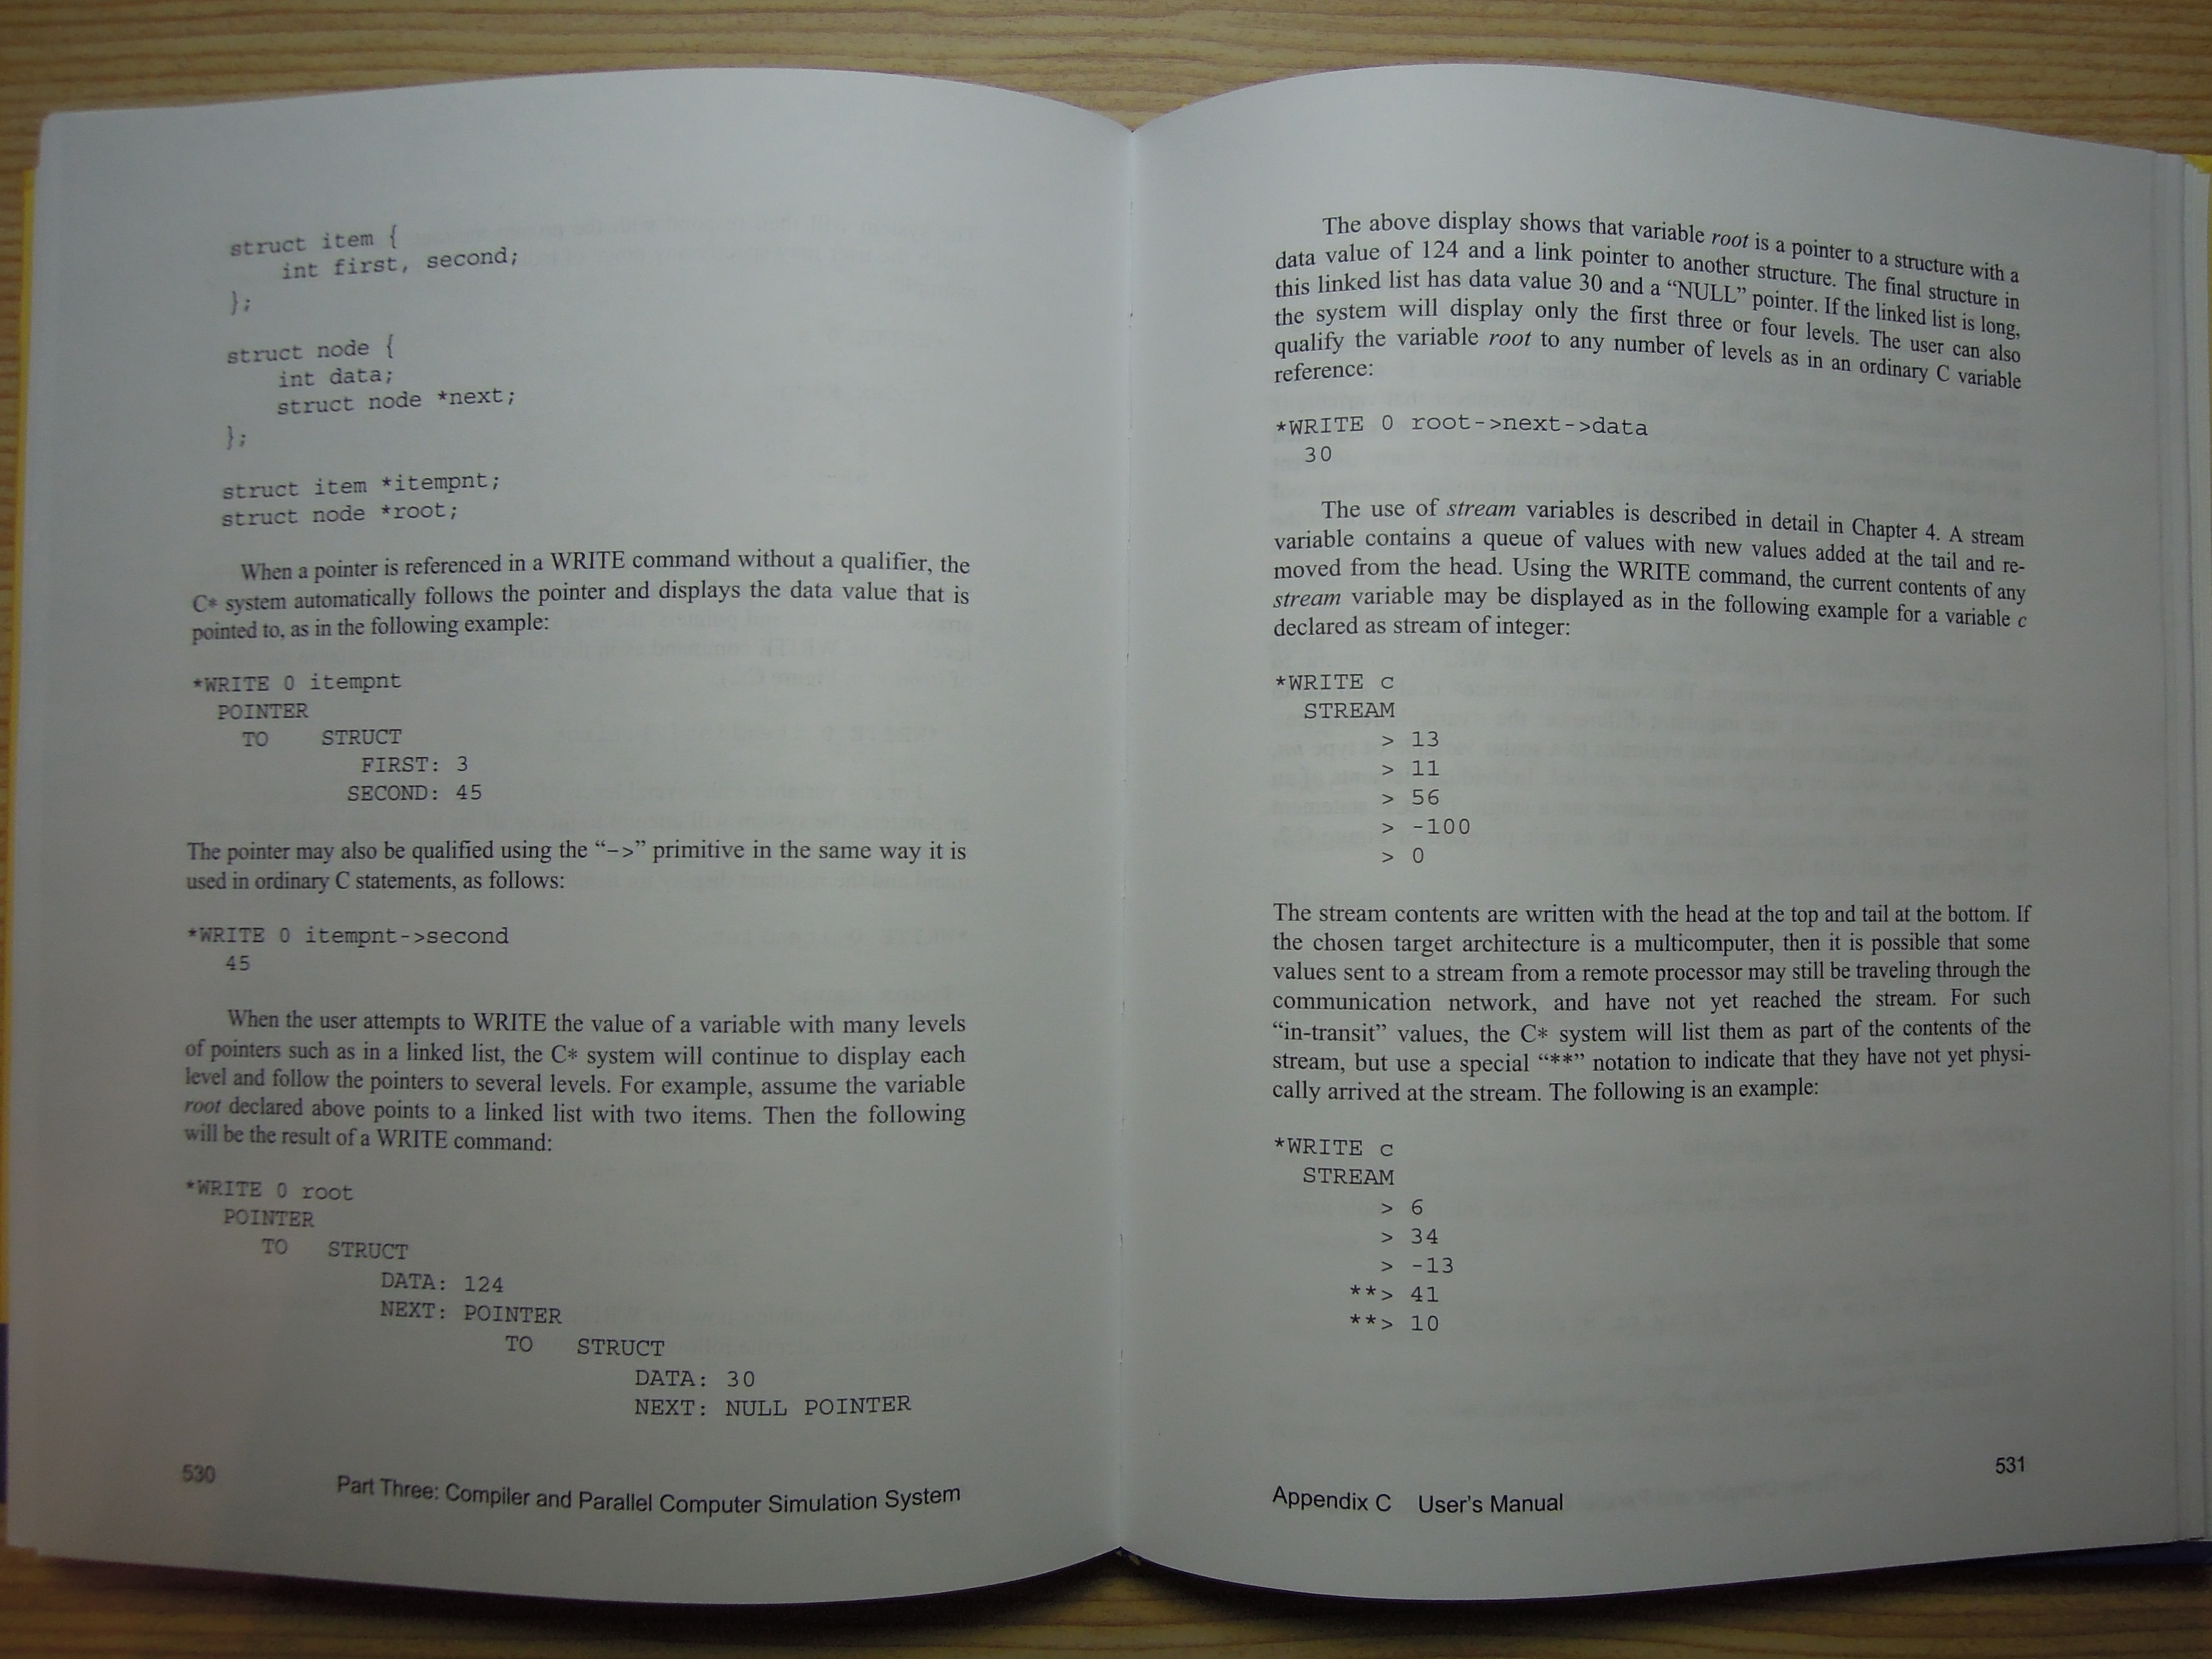 struct item {
    int first, second;
};
struct node {
    int data;
    struct node *next;
};
struct item *itempnt;
struct node *root;
When a pointer is referenced in a WRITE command without a qualifier, the
C* system automatically follows the pointer and displays the data value that is
pointed to, as in the following example:
*WRITE 0 itempnt
POINTER
TO STRUCT
FIRST: 3
SECOND: 45
The pointer may also be qualified using the “–>” primitive in the same way it is
used in ordinary C statements, as follows:
*WRITE 0 itempnt->second
45
When the user attempts to WRITE the value of a variable with many levels
of pointers such as in a linked list, the C* system will continue to display each
level and follow the pointers to several levels. For example, assume the variable
root declared above points to a linked list with two items. Then the following
will be the result of a WRITE command:
*WRITE 0 root
POINTER
TO STRUCT
DATA: 124
NEXT: POINTER
TO STRUCT
DATA: 30
NEXT: NULL POINTER
530
Part Three: Compiler and Parallel Computer Simulation System
The above display shows that variable root is a pointer to a structure with a
data value of 124 and a link pointer to another structure. The final structure in
this linked list has data value 30 and a “NULL” pointer. If the linked list is long,
the system will display only the first three or four levels. The user can also
qualify the variable root to any number of levels as in an ordinary C variable
reference:
*WRITE 0 root->next->data
30
The use of stream variables is described in detail in Chapter 4. A stream
variable contains a queue of values with new values added at the tail and re-
moved from the head. Using the WRITE command, the current contents of any
stream variable may be displayed as in the following example for a variable c
declared as stream of integer:
*WRITE c
STREAM
> 13
> 11
> 56
> -100
> 0
The stream contents are written with the head at the top and tail at the bottom. If
the chosen target architecture is a multicomputer, then it is possible that some
values sent to a stream from a remote processor may still be traveling through the
communication network, and have not yet reached the stream. For such
“in-transit” values, the C* system will list them as part of the contents of the
stream, but use a special “**” notation to indicate that they have not yet physi-
cally arrived at the stream. The following is an example:
*WRITE c
STREAM
> 6
> 34
> -13
**> 41
**> 10
531
Appendix C User's Manual